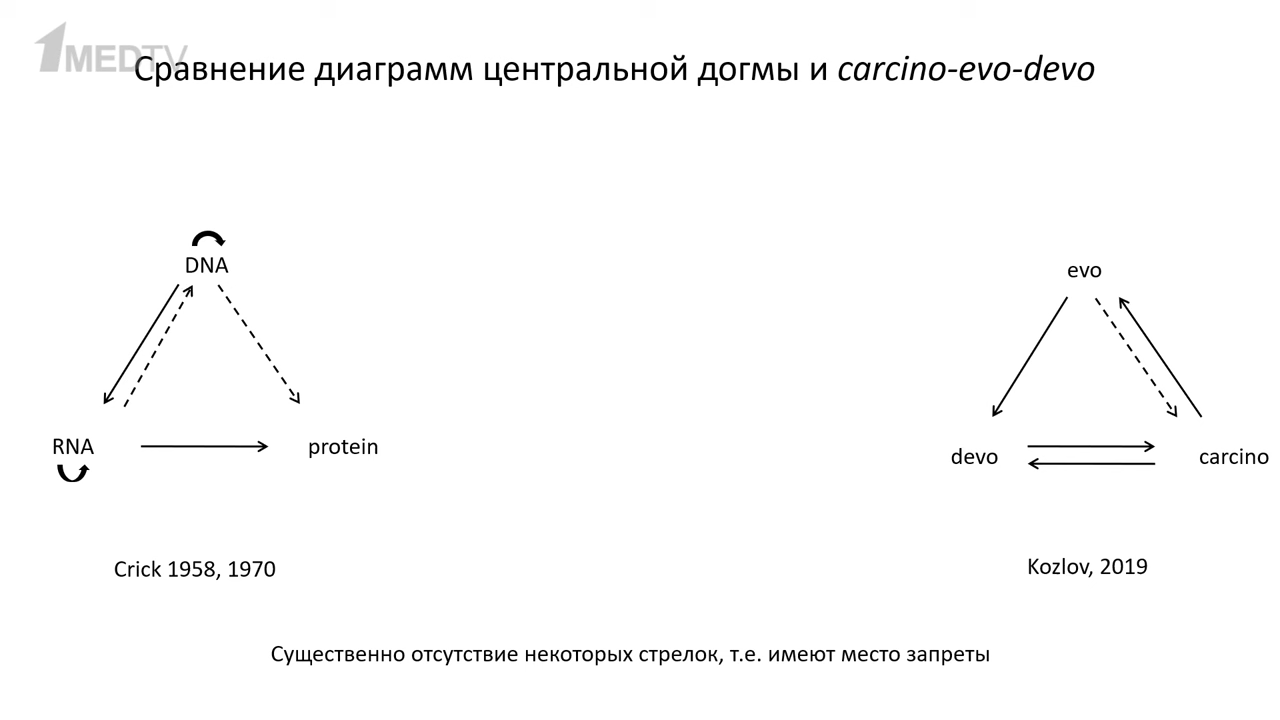 1MEDTV
Сравнение диаграмм центральной догмы и carcino-evo-devo
DNA
RNA
protein
Crick 1958, 1970
evo
devo
carcino
Kozlov, 2019
Существенно отсутствие некоторых стрелок, т.е. имеют место запреты